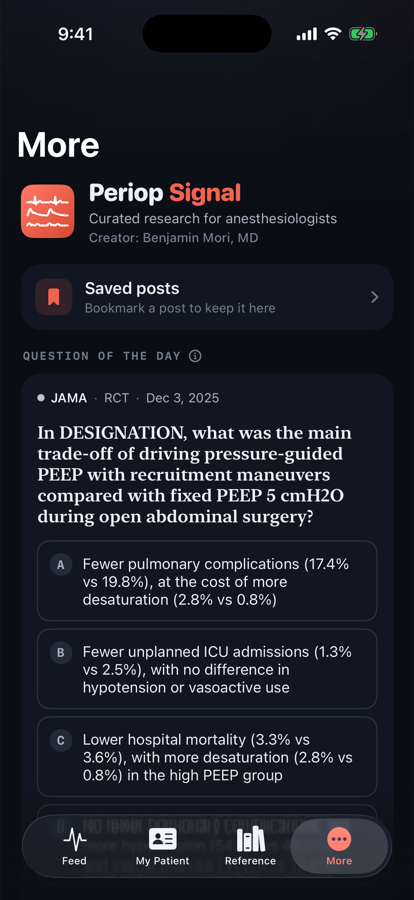 9:41
More
Periop Signal
Curated research for anesthesiologists
Creator: Benjamin Mori, MD
Saved posts
Bookmark a post to keep it here
QUESTION OF THE DAY
JAMA · RCT · Dec 3, 2025
In DESIGNATION, what was the main
trade-off of driving pressure-guided
PEEP with recruitment maneuvers
compared with fixed PEEP 5 cmH2O
during open abdominal surgery?
A
Fewer pulmonary complications (17.4%
vs 19.8%), at the cost of more
desaturation (2.8% vs 0.8%)
B
Fewer unplanned ICU admissions (1.3%
vs 2.5%), with no difference in
hypotension or vasoactive use
C
Lower hospital mortality (3.3% vs
3.6%), with more desaturation (2.8% vs
0.8%) in the high PEEP group
D
Feed
My Patient
Reference
More